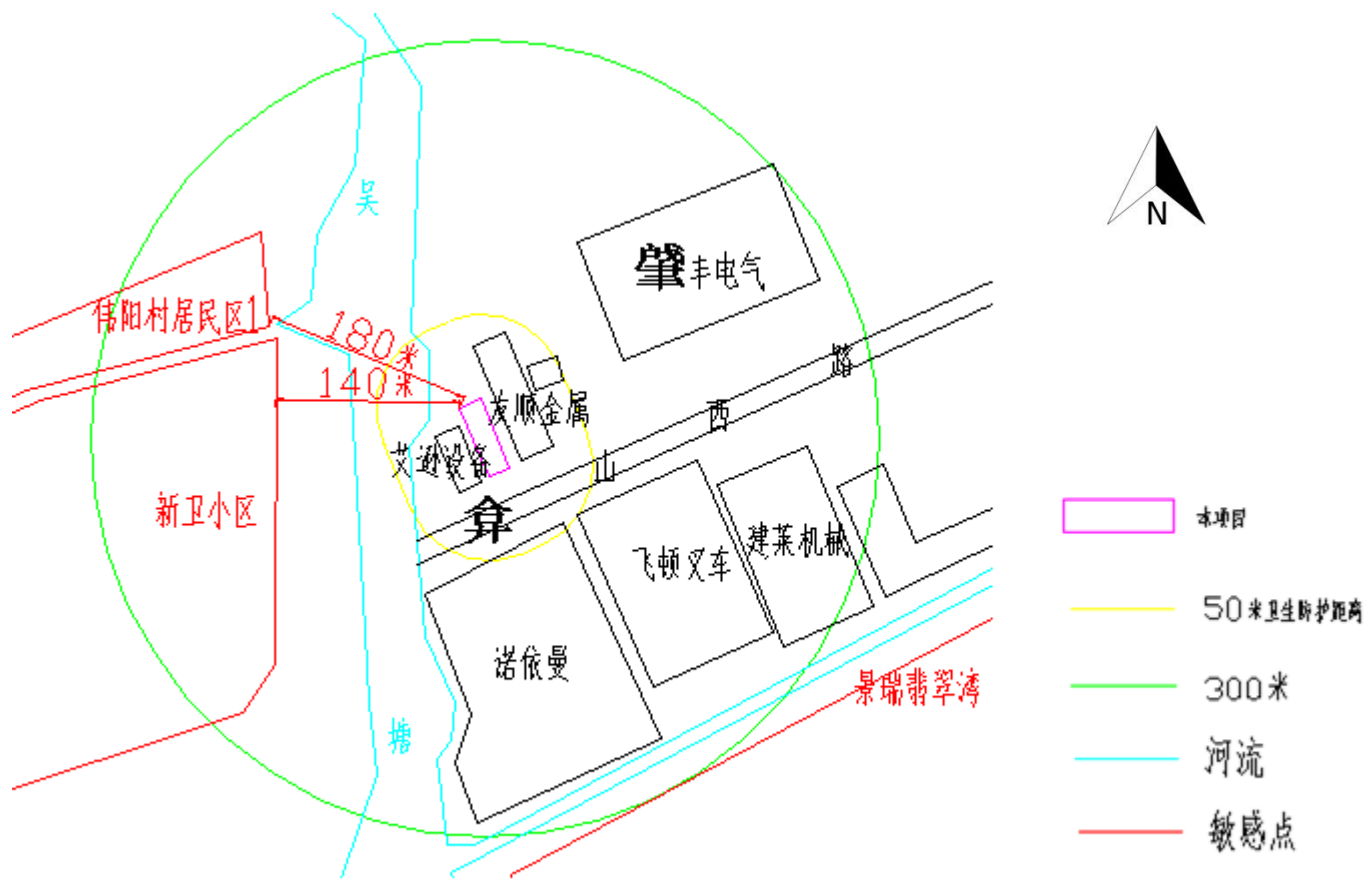 吴
N
肇丰电气
伟阳村居民区1
180米
140米
路
友顺金属
西
艾逊设备
山
弇
新卫小区
本项目
飞顿叉车
建莱机械
50米卫生防护距离
诺依曼
景瑞翡翠湾
300米
塘
河流
敏感点